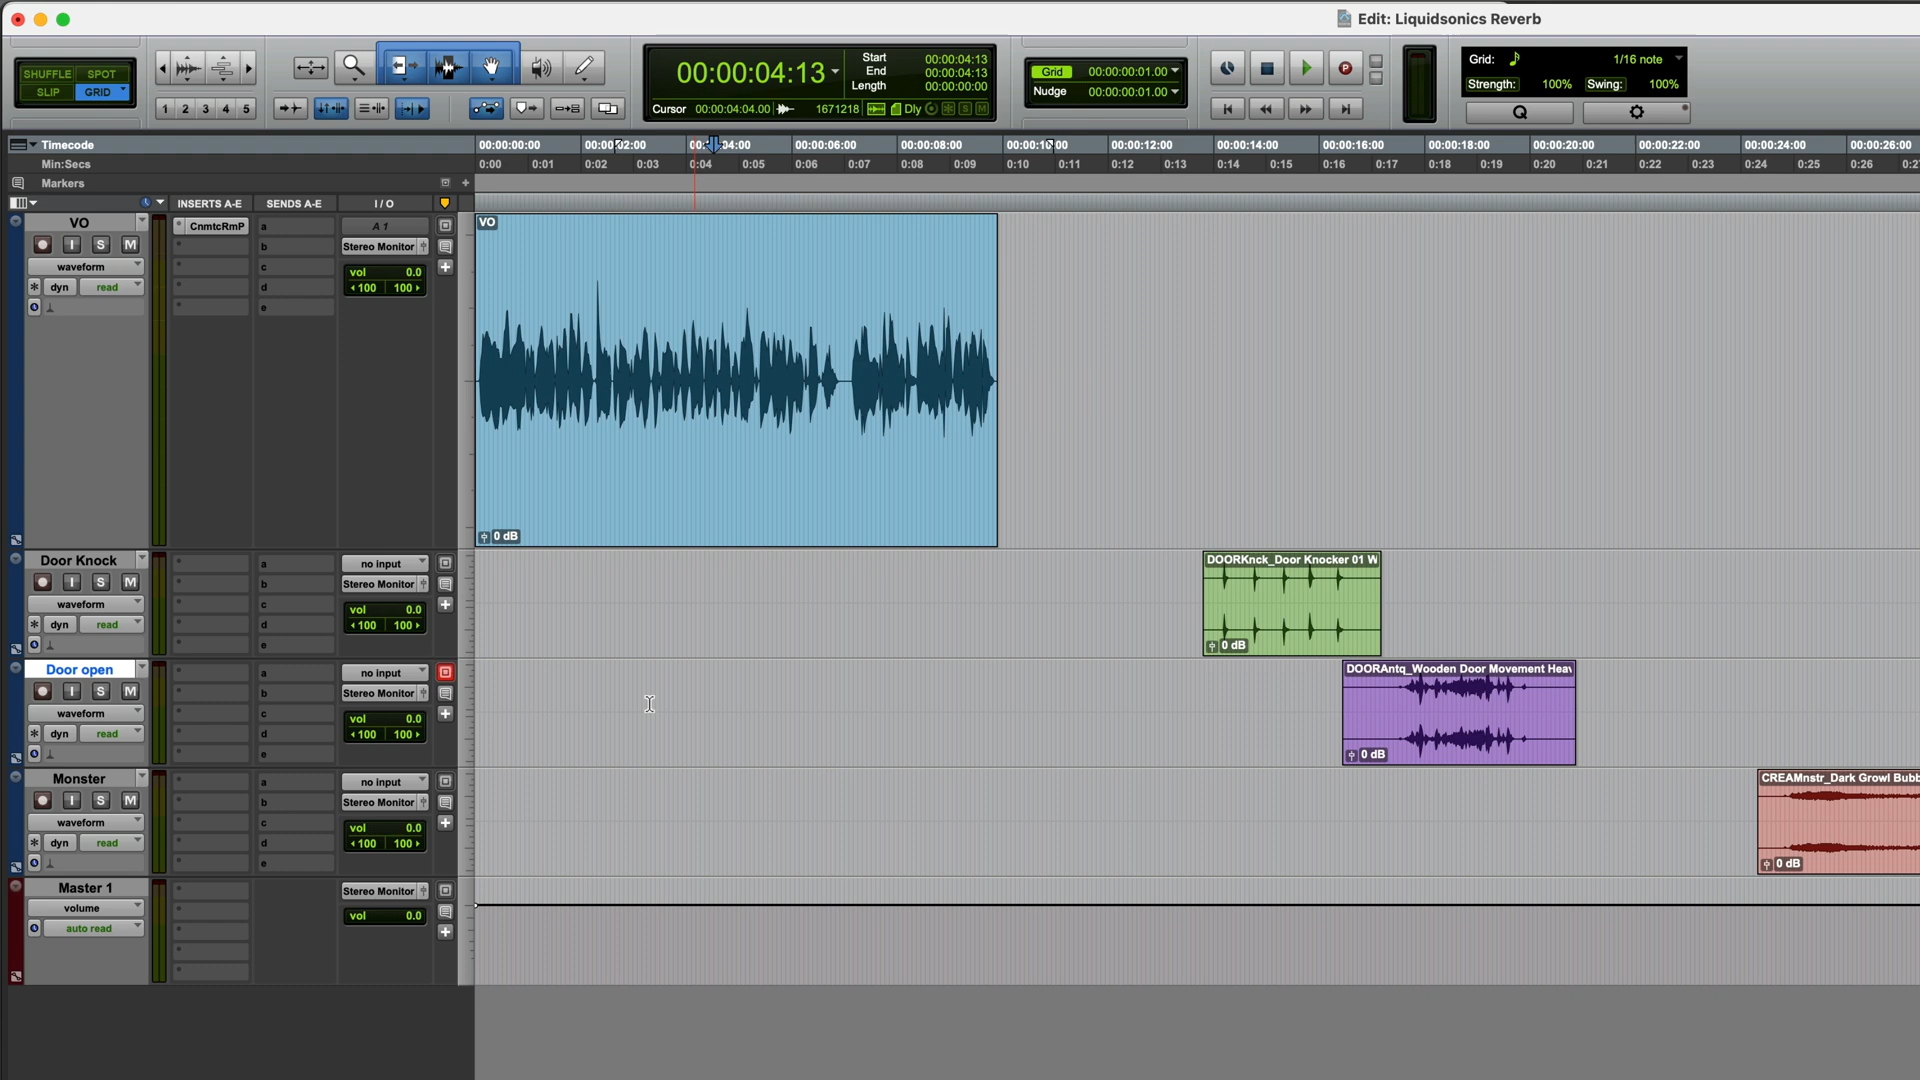 Edit: Liquidsonics Reverb
SHUFFLE SPOT
SLIP GRID
1 2 3 4 5
00:00:04:13
Start 00:00:04:13
End 00:00:04:13
Length 00:00:00:00
Cursor 00:00:04:04.00 1671218 Dly S M
Grid 00:00:00:01.00
Nudge 00:00:00:01.00
P
Grid: 1/16 note
Strength: 100% Swing: 100%
Q
Timecode 00:00:00:00 00:00:04:00 00:00:06:00 00:00:08:00 00:00:12:00 00:00:14:00 00:00:16:00 00:00:18:00 00:00:20:00 00:00:22:00 00:00:24:00 00:00:26:00
Min:Secs 0:00 0:01 0:02 0:03 0:04 0:05 0:06 0:07 0:08 0:09 0:10 0:11 0:12 0:13 0:14 0:15 0:16 0:17 0:18 0:19 0:20 0:21 0:22 0:23 0:24 0:25 0:26
Markers
INSERTS A-E SENDS A-E I / O
VO CnmtcRmP a A 1 VO
I S M b Stereo Monitor
waveform c vol 0.0
dyn read d 100 100
e
0 dB
Door Knock a no input DOORKnck_Door Knocker 01 W
I S M b Stereo Monitor
waveform c vol 0.0
dyn read d 100 100
e 0 dB
Door open a no input DOORAntq_Wooden Door Movement Heav
I S M b Stereo Monitor
waveform c vol 0.0
dyn read d 100 100
e 0 dB
Monster a no input CREAMnstr_Dark Growl Bubb
I S M b Stereo Monitor
waveform c vol 0.0
dyn read d 100 100
e 0 dB
Master 1 Stereo Monitor
volume vol 0.0
auto read